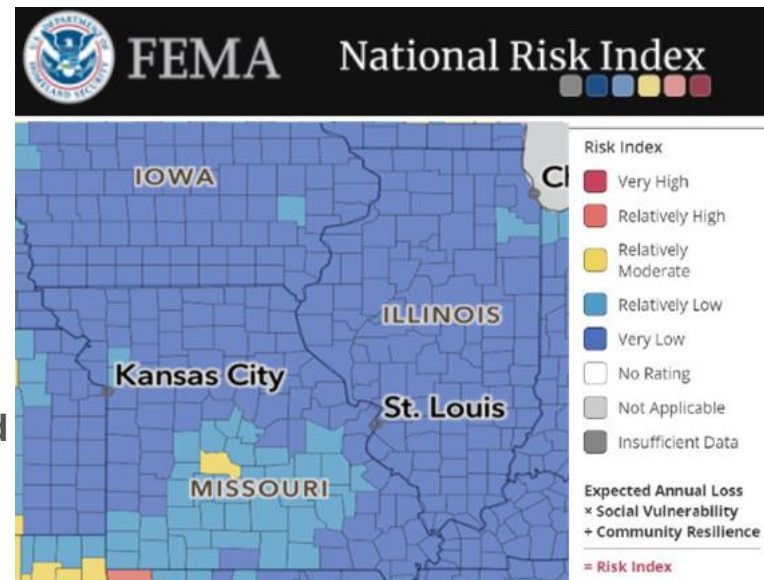 FEMA
National Risk Index
IOWA
ILLINOIS
Kansas City
St. Louis
MISSOURI
Risk Index
Very High
Relatively High
Relatively
Moderate
Relatively Low
Very Low
No Rating
Not Applicable
Insufficient Data
Expected Annual Loss
× Social Vulnerability
÷ Community Resilience
= Risk Index